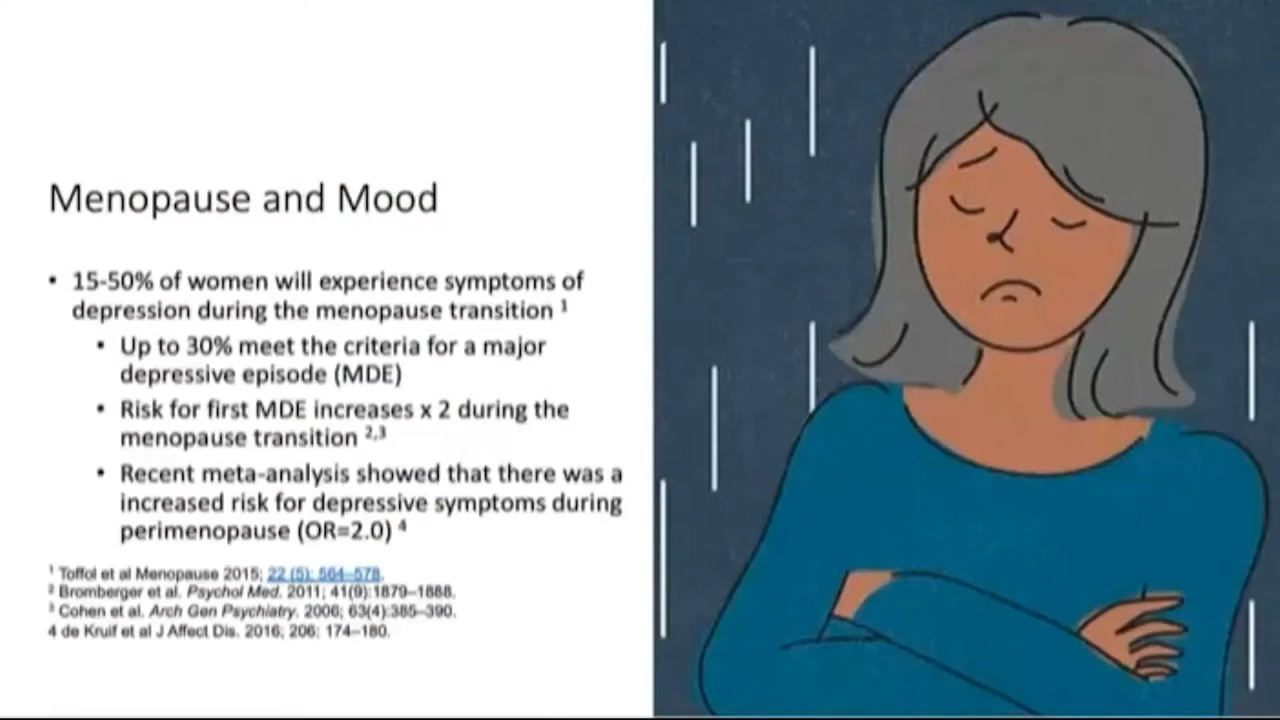 Menopause and Mood
• 15-50% of women will experience symptoms of
depression during the menopause transition ¹
• Up to 30% meet the criteria for a major
depressive episode (MDE)
• Risk for first MDE increases x 2 during the
menopause transition ²,³
• Recent meta-analysis showed that there was a
increased risk for depressive symptoms during
perimenopause (OR=2.0) ⁴
¹ Toffol et al Menopause 2015; 22 (5): 564–578.
² Bromberger et al. Psychol Med. 2011; 41(9):1879–1888.
³ Cohen et al. Arch Gen Psychiatry. 2006; 63(4):385–390.
4 de Kruif et al J Affect Dis. 2016; 206: 174–180.